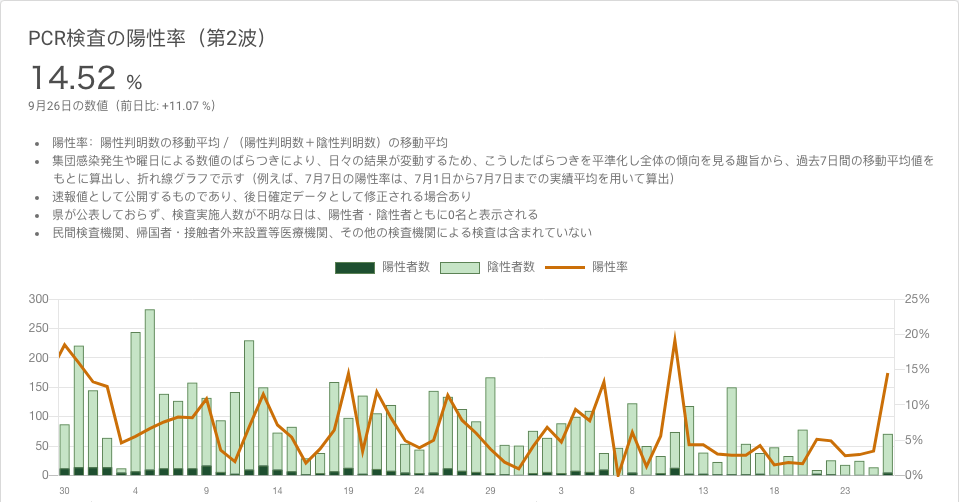 PCR検査の陽性率（第2波）
14.52 %
9月26日の数値（前日比: +11.07 %）
• 陽性率：陽性判明数の移動平均 / （陽性判明数＋陰性判明数）の移動平均
• 集団感染発生や曜日による数値のばらつきにより、日々の結果が変動するため、こうしたばらつきを平準化し全体の傾向を見る趣旨から、過去7日間の移動平均値を
もとに算出し、折れ線グラフで示す（例えば、7月7日の陽性率は、7月1日から7月7日までの実績平均を用いて算出）
• 速報値として公開するものであり、後日確定データとして修正される場合あり
• 県が公表しておらず、検査実施人数が不明な日は、陽性者・陰性者ともに0名と表示される
• 民間検査機関、帰国者・接触者外来設置等医療機関、その他の検査機関による検査は含まれていない
陽性者数 陰性者数 陽性率
300 25%
250 20%
200
150 15%
100 10%
50 5%
0 0%
30 4 9 14 19 24 29 3 8 13 18 23